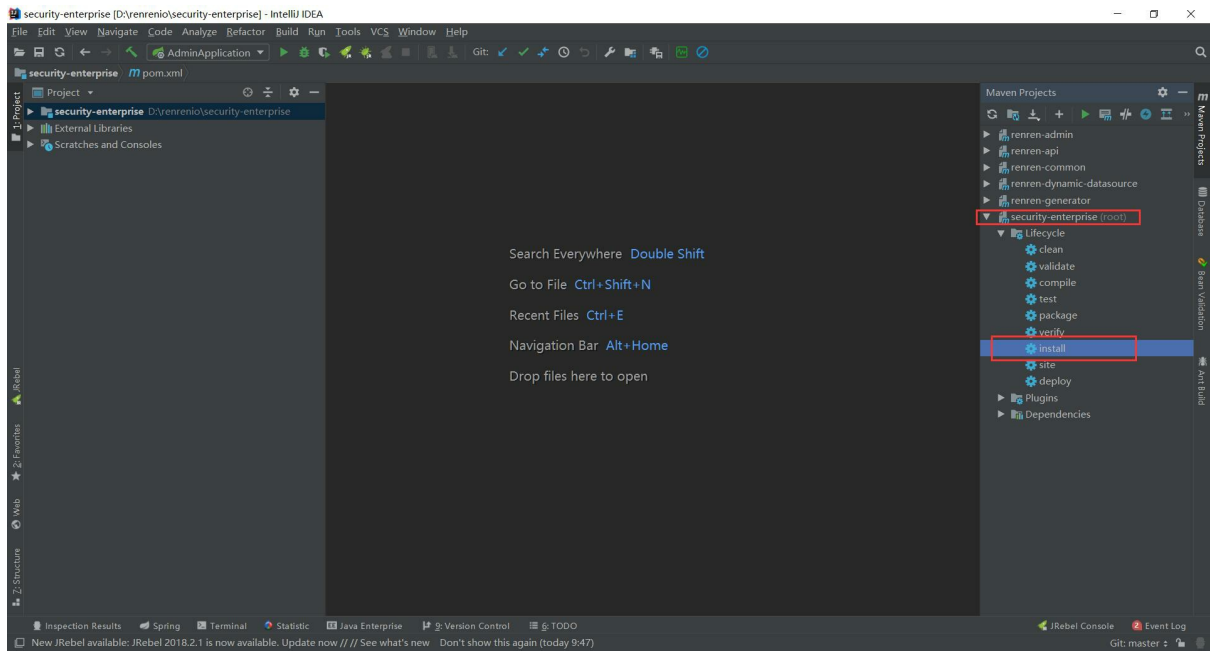 security-enterprise [D:\renrenio\security-enterprise] - IntelliJ IDEA
File Edit View Navigate Code Analyze Refactor Build Run Tools VCS Window Help
AdminApplication Git:
security-enterprise pom.xml
Project
1: Project
security-enterprise D:\renrenio\security-enterprise
External Libraries
Scratches and Consoles
JRebel
2: Favorites
Web
Z: Structure
Search Everywhere Double Shift
Go to File Ctrl+Shift+N
Recent Files Ctrl+E
Navigation Bar Alt+Home
Drop files here to open
Maven Projects
renren-admin
renren-api
renren-common
renren-dynamic-datasource
renren-generator
security-enterprise (root)
Lifecycle
clean
validate
compile
test
package
verify
install
site
deploy
Plugins
Dependencies
m Maven Projects
Database
Bean Validation
Ant Build
Inspection Results Spring Terminal Statistic Java Enterprise 9: Version Control 6: TODO JRebel Console 2 Event Log
New JRebel available: JRebel 2018.2.1 is now available. Update now // // See what's new Don't show this again (today 9:47) Git: master